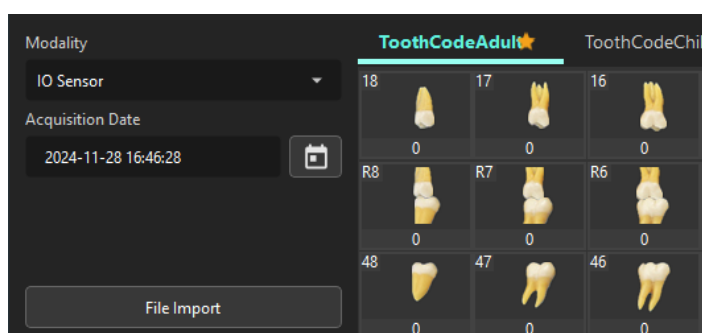 Modality
IO Sensor
Acquisition Date
2024-11-28 16:46:28
File Import
ToothCodeAdult ToothCodeChil
18 17 16
0 0 0
R8 R7 R6
0 0 0
48 47 46
0 0 0